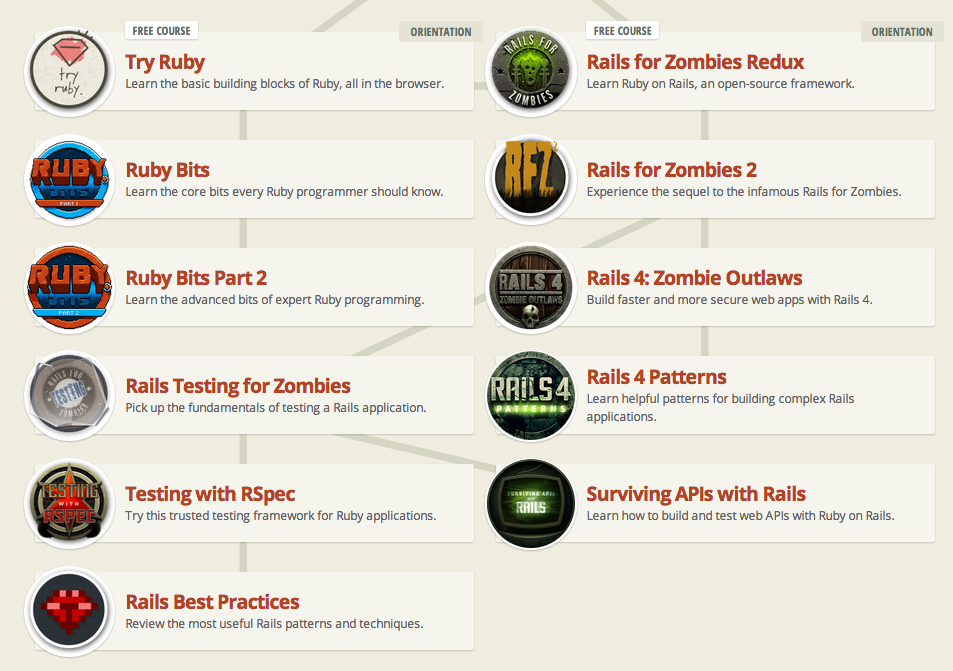 FREE COURSE
ORIENTATION
try
ruby.
Try Ruby
Learn the basic building blocks of Ruby, all in the browser.
FREE COURSE
ORIENTATION
RAILS FOR
ZOMBIES
Rails for Zombies Redux
Learn Ruby on Rails, an open-source framework.
RUBY
BITS
PART 1
Ruby Bits
Learn the core bits every Ruby programmer should know.
RFZ
Rails for Zombies 2
Experience the sequel to the infamous Rails for Zombies.
RUBY
BITS
PART 2
Ruby Bits Part 2
Learn the advanced bits of expert Ruby programming.
RAILS 4
ZOMBIE OUTLAWS
Rails 4: Zombie Outlaws
Build faster and more secure web apps with Rails 4.
RAILS FOR
TESTING
ZOMBIES
Rails Testing for Zombies
Pick up the fundamentals of testing a Rails application.
RAILS 4
PATTERNS
Rails 4 Patterns
Learn helpful patterns for building complex Rails
applications.
TESTING
WITH
RSPEC
Testing with RSpec
Try this trusted testing framework for Ruby applications.
SURVIVING APIS
WITH
RAILS
Surviving APIs with Rails
Learn how to build and test web APIs with Ruby on Rails.
Rails Best Practices
Review the most useful Rails patterns and techniques.